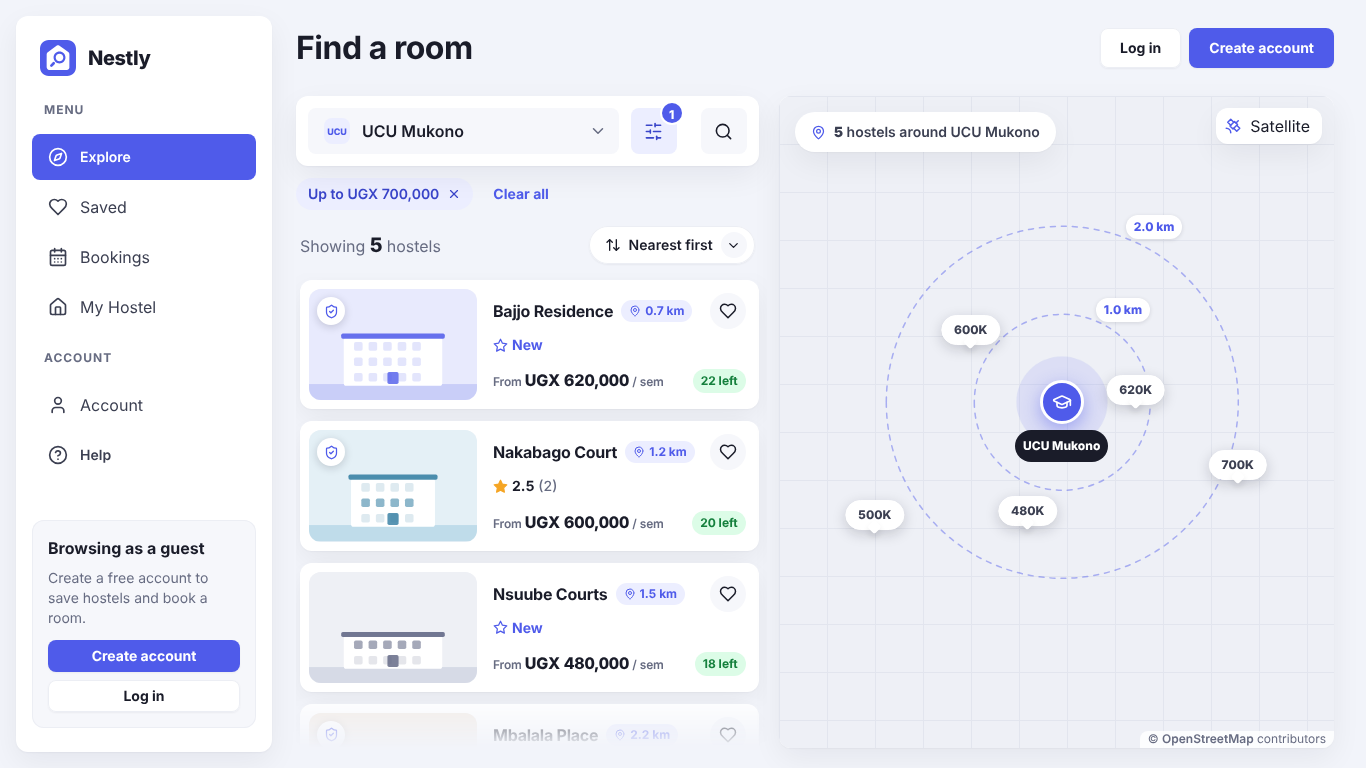 Nestly
MENU
Explore
Saved
Bookings
My Hostel
ACCOUNT
Account
Help
Browsing as a guest
Create a free account to
save hostels and book a
room.
Create account
Log in
Find a room
Log in
Create account
UCU
UCU Mukono
1
Up to UGX 700,000
Clear all
Showing 5 hostels
Nearest first
Bajjo Residence
0.7 km
New
From UGX 620,000 / sem
22 left
Nakabago Court
1.2 km
2.5 (2)
From UGX 600,000 / sem
20 left
Nsuube Courts
1.5 km
New
From UGX 480,000 / sem
18 left
Mbalala Place
2.2 km
5 hostels around UCU Mukono
Satellite
2.0 km
1.0 km
600K
620K
UCU Mukono
700K
480K
500K
© OpenStreetMap contributors